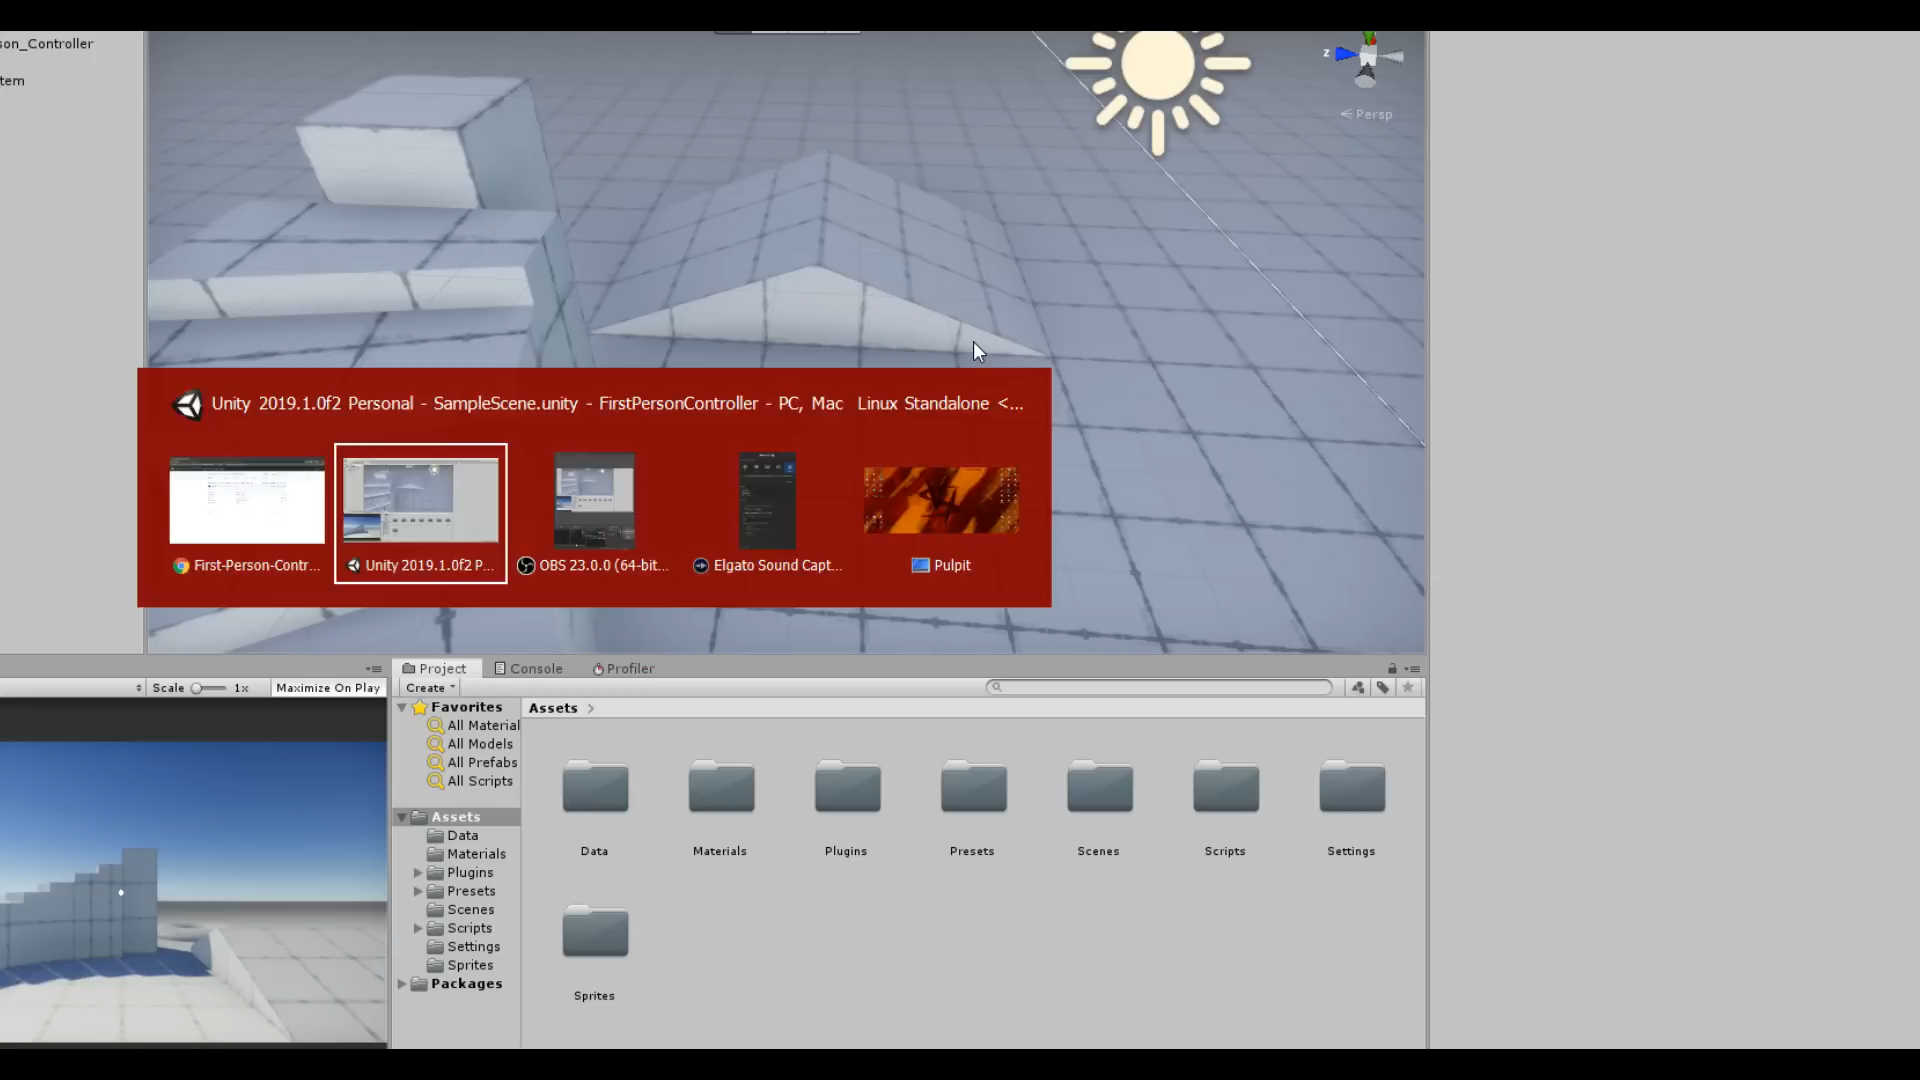 son_Controller
tem
z
Persp
Unity 2019.1.0f2 Personal - SampleScene.unity - FirstPersonController - PC, Mac Linux Standalone <...
First-Person-Contr...
Unity 2019.1.0f2 P...
OBS 23.0.0 (64-bit...
Elgato Sound Capt...
Pulpit
Project
Console
Profiler
Scale
1x
Maximize On Play
Create
Favorites
All Material
All Models
All Prefabs
All Scripts
Assets
Data
Materials
Plugins
Presets
Scenes
Scripts
Settings
Sprites
Packages
Assets
Data
Materials
Plugins
Presets
Scenes
Scripts
Settings
Sprites